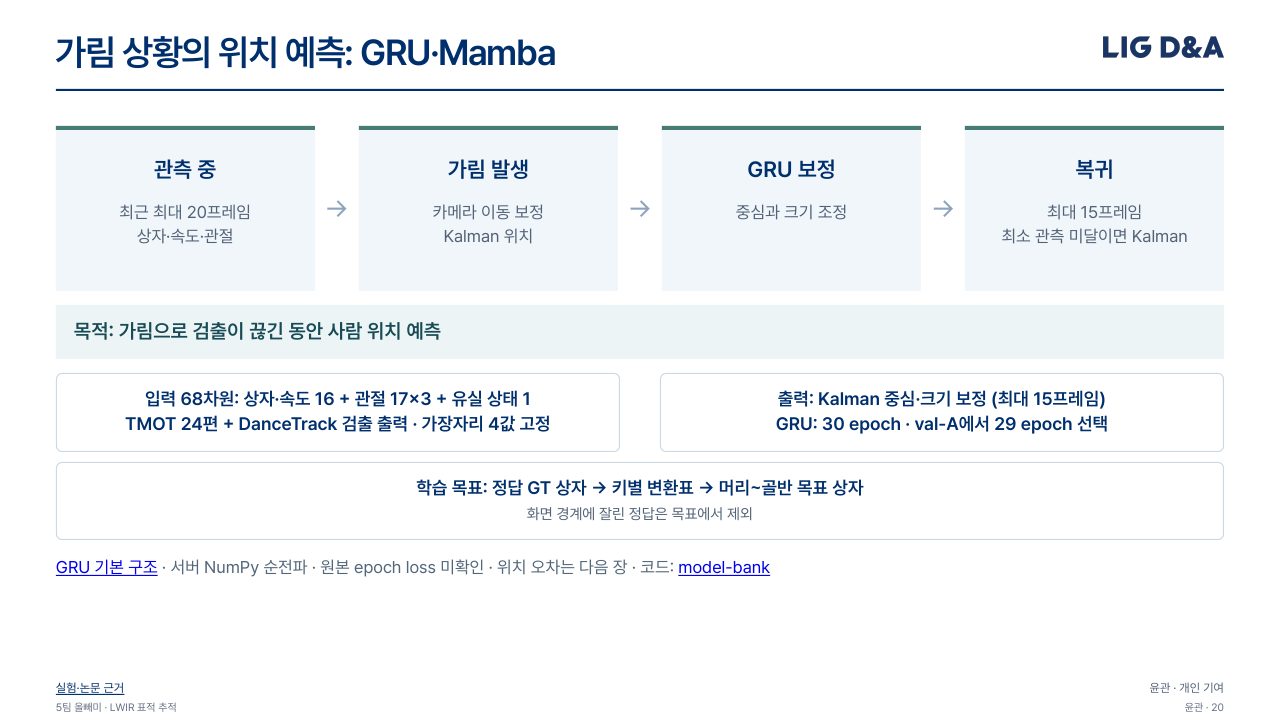 가림 상황의 위치 예측: GRU·Mamba
LIG D&A
관측 중
최근 최대 20프레임
상자·속도·관절
→
가림 발생
카메라 이동 보정
Kalman 위치
→
GRU 보정
중심과 크기 조정
→
복귀
최대 15프레임
최소 관측 미달이면 Kalman
목적: 가림으로 검출이 끊긴 동안 사람 위치 예측
입력 68차원: 상자·속도 16 + 관절 17×3 + 유실 상태 1
TMOT 24편 + DanceTrack 검출 출력 · 가장자리 4값 고정
출력: Kalman 중심·크기 보정 (최대 15프레임)
GRU: 30 epoch · val-A에서 29 epoch 선택
학습 목표: 정답 GT 상자 → 키별 변환표 → 머리~골반 목표 상자
화면 경계에 잘린 정답은 목표에서 제외
GRU 기본 구조 · 서버 NumPy 순전파 · 원본 epoch loss 미확인 · 위치 오차는 다음 장 · 코드: model-bank
실험·논문 근거
5팀 올빼미 · LWIR 표적 추적
윤관 · 개인 기여
윤관 · 20